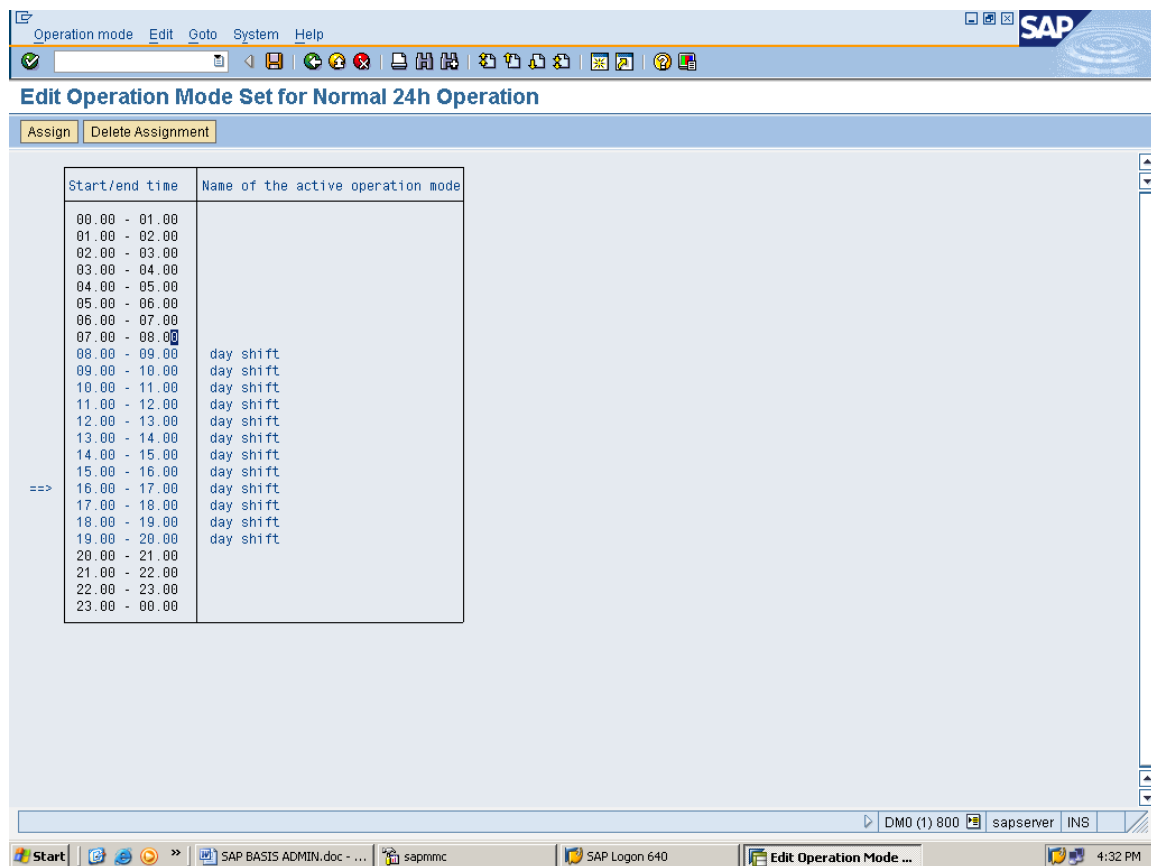 Operation mode Edit Goto System Help
SAP
Edit Operation Mode Set for Normal 24h Operation
Assign Delete Assignment
Start/end time Name of the active operation mode
00.00 - 01.00
01.00 - 02.00
02.00 - 03.00
03.00 - 04.00
04.00 - 05.00
05.00 - 06.00
06.00 - 07.00
07.00 - 08.00
08.00 - 09.00 day shift
09.00 - 10.00 day shift
10.00 - 11.00 day shift
11.00 - 12.00 day shift
12.00 - 13.00 day shift
13.00 - 14.00 day shift
14.00 - 15.00 day shift
15.00 - 16.00 day shift
==> 16.00 - 17.00 day shift
17.00 - 18.00 day shift
18.00 - 19.00 day shift
19.00 - 20.00 day shift
20.00 - 21.00
21.00 - 22.00
22.00 - 23.00
23.00 - 00.00
DM0 (1) 800 sapserver INS
Start » SAP BASIS ADMIN.doc - ... sapmmc SAP Logon 640 Edit Operation Mode ... 4:32 PM